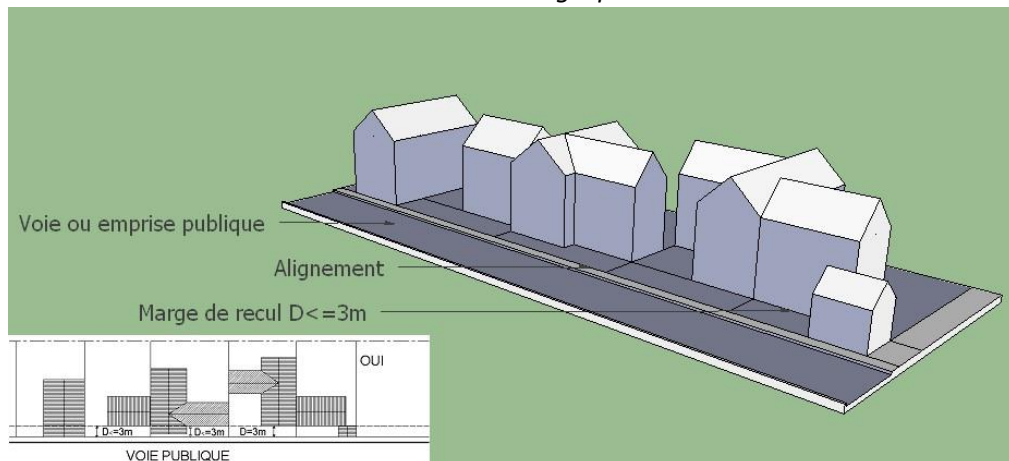 Voie ou emprise publique
Alignement
Marge de recul D<=3m
OUI
D<=3m D<=3m D=3m
VOIE PUBLIQUE